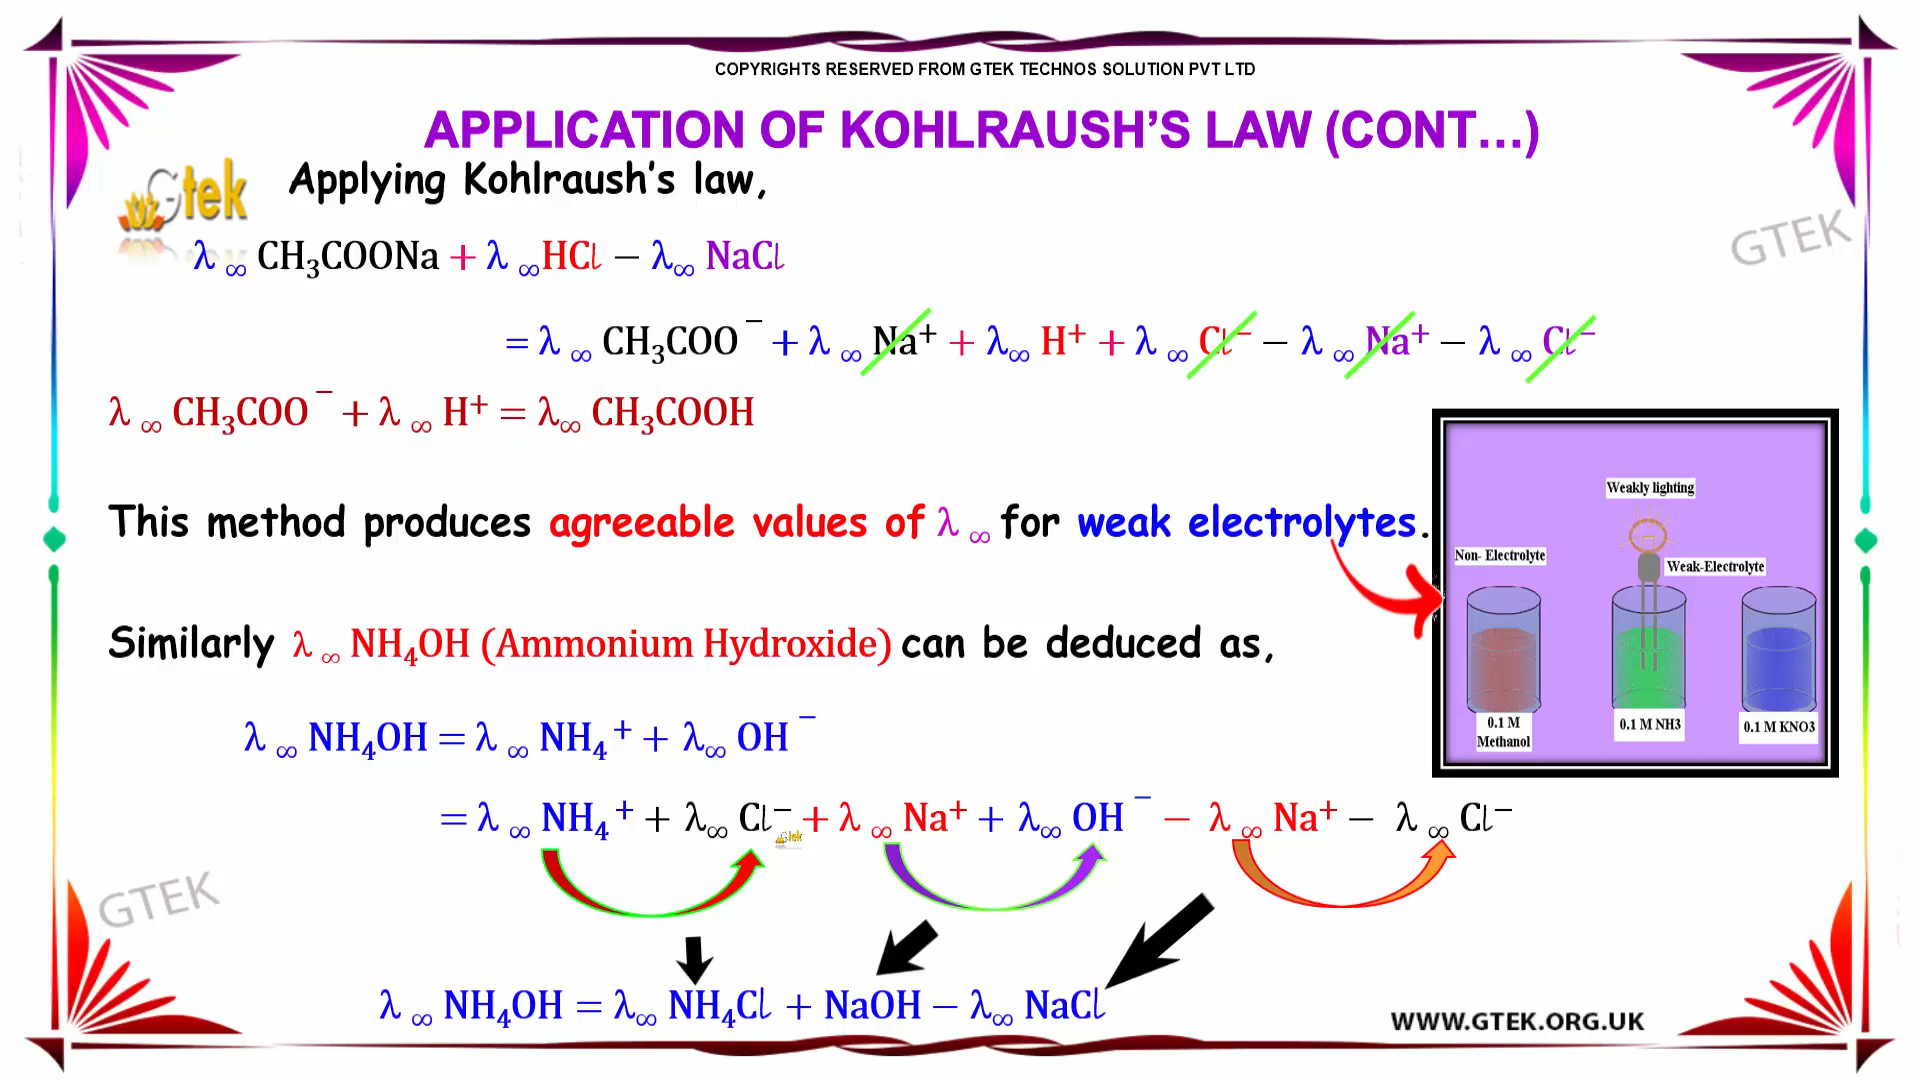 COPYRIGHTS RESERVED FROM GTEK TECHNOS SOLUTION PVT LTD
APPLICATION OF KOHLRAUSH'S LAW (CONT...)
Gtek
Applying Kohlraush's law,
GTEK
λ ∞ CH₃COONa + λ ∞HCl − λ∞ NaCl
= λ ∞ CH₃COO⁻ + λ ∞ Na⁺ + λ∞ H⁺ + λ ∞ Cl⁻ − λ ∞ Na⁺ − λ ∞ Cl⁻
λ ∞ CH₃COO⁻ + λ ∞ H⁺ = λ∞ CH₃COOH
This method produces agreeable values of λ ∞ for weak electrolytes.
Weakly lighting
Non- Electrolyte
Weak-Electrolyte
0.1 M
Methanol
0.1 M NH3
0.1 M KNO3
Similarly λ ∞ NH₄OH (Ammonium Hydroxide) can be deduced as,
λ ∞ NH₄OH = λ ∞ NH₄⁺ + λ∞ OH⁻
= λ ∞ NH₄⁺ + λ∞ Cl⁻ + λ ∞ Na⁺ + λ∞ OH⁻ − λ ∞ Na⁺ − λ ∞ Cl⁻
Gtek
GTEK
λ ∞ NH₄OH = λ∞ NH₄Cl + NaOH − λ∞ NaCl
WWW.GTEK.ORG.UK